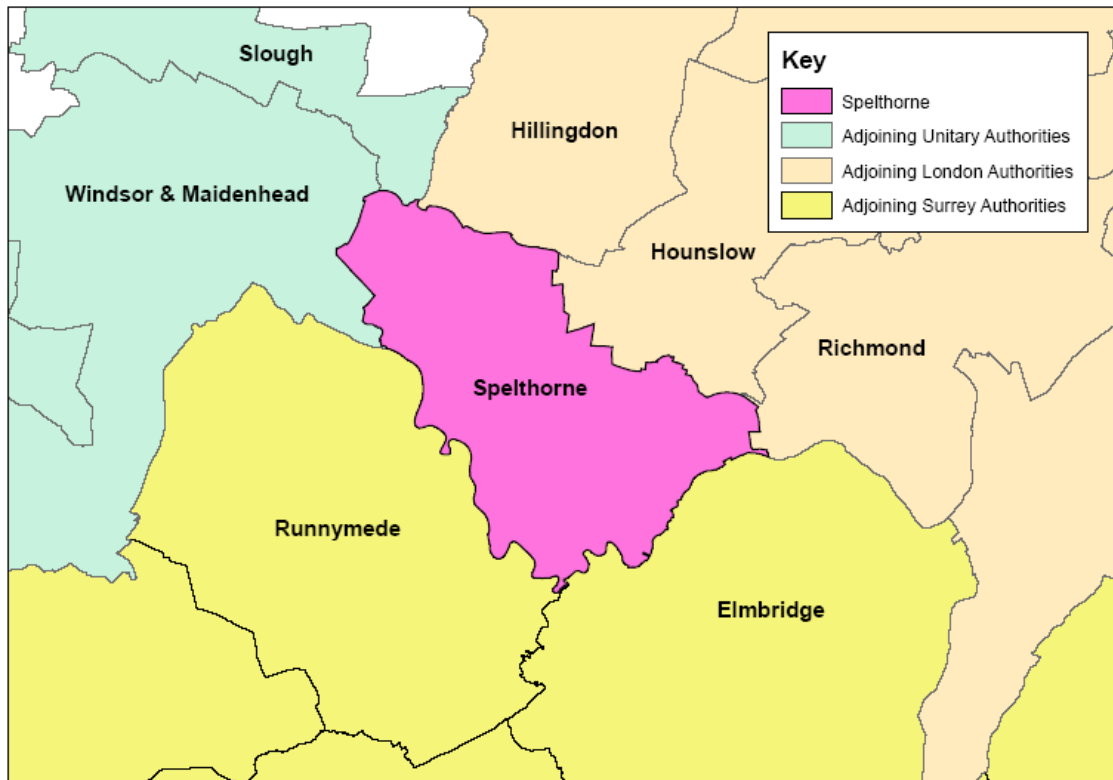 Slough
Key
Spelthorne
Adjoining Unitary Authorities
Adjoining London Authorities
Adjoining Surrey Authorities
Hillingdon
Windsor & Maidenhead
Hounslow
Richmond
Spelthorne
Runnymede
Elmbridge